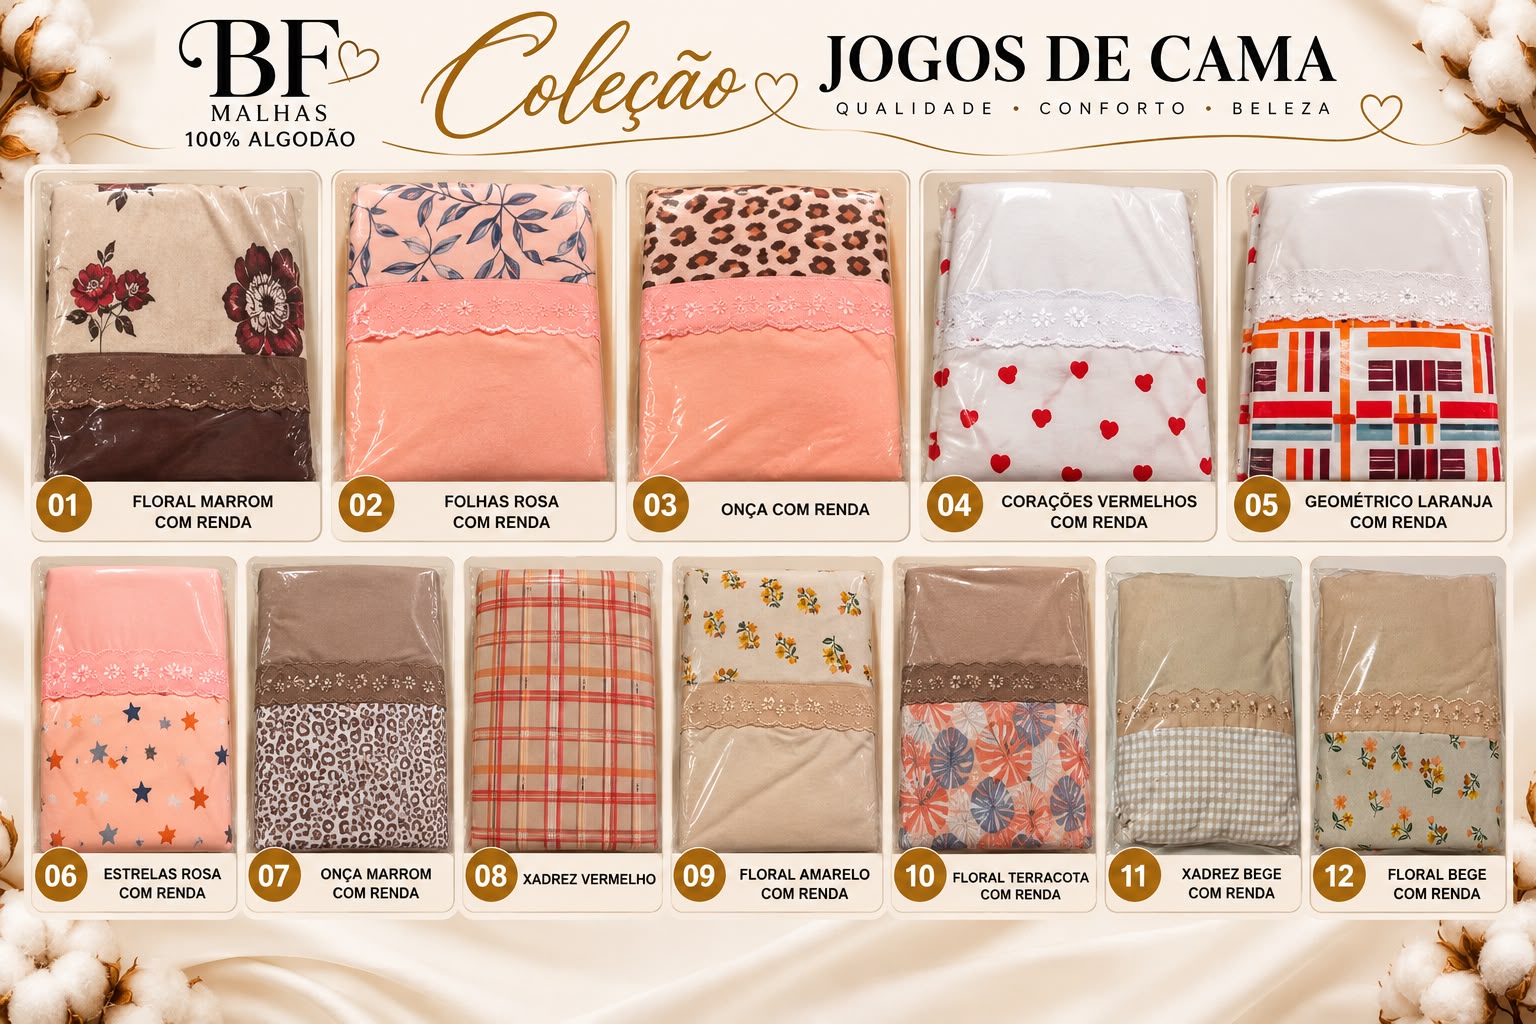 BF
MALHAS
100% ALGODÃO
Coleção
JOGOS DE CAMA
QUALIDADE • CONFORTO • BELEZA
01
FLORAL MARROM
COM RENDA
02
FOLHAS ROSA
COM RENDA
03
ONÇA COM RENDA
04
CORAÇÕES VERMELHOS
COM RENDA
05
GEOMÉTRICO LARANJA
COM RENDA
06
ESTRELAS ROSA
COM RENDA
07
ONÇA MARROM
COM RENDA
08
XADREZ VERMELHO
09
FLORAL AMARELO
COM RENDA
10
FLORAL TERRACOTA
COM RENDA
11
XADREZ BEGE
COM RENDA
12
FLORAL BEGE
COM RENDA